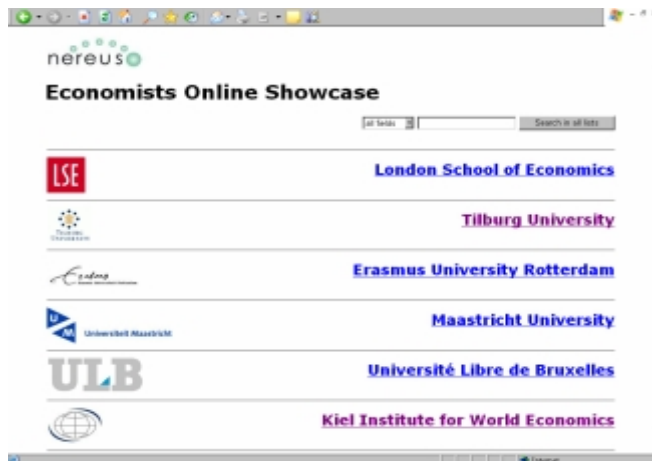 nereus
Economists Online Showcase
all fields
Search in all lists
LSE
London School of Economics
Tilburg University
Erasmus University Rotterdam
U M
Universiteit Maastricht
Maastricht University
ULB
Université Libre de Bruxelles
Kiel Institute for World Economics
Internet